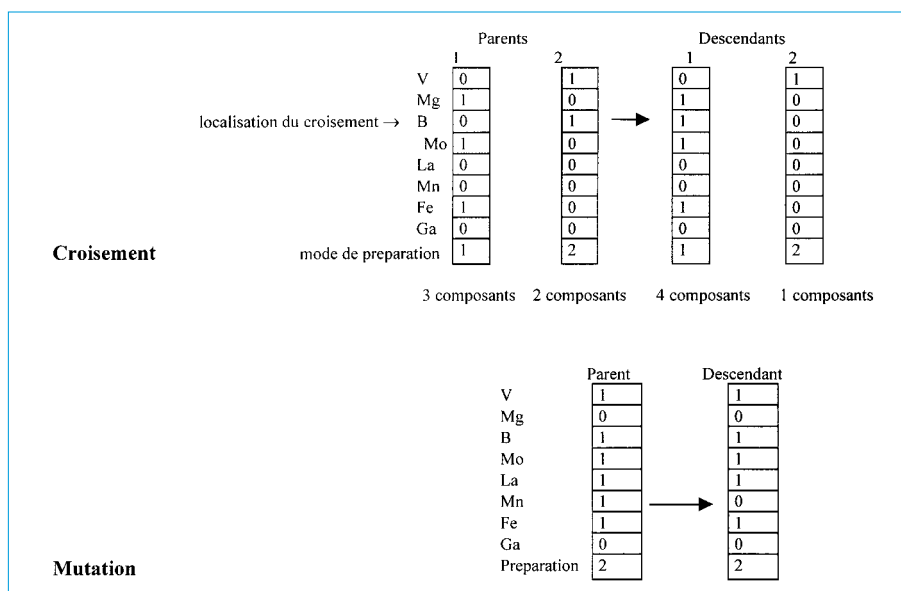 Parents Descendants
1 2 1 2
V 0 1 0 1
Mg 1 0 1 0
localisation du croisement → B 0 1 1 0
Mo 1 0 1 0
La 0 0 0 0
Mn 0 0 0 0
Fe 1 0 1 0
Ga 0 0 0 0
Croisement mode de preparation 1 2 1 2
3 composants 2 composants 4 composants 1 composants
Parent Descendant
V 1 1
Mg 0 0
B 1 1
Mo 1 1
La 1 1
Mn 1 0
Fe 1 1
Ga 0 0
Mutation Preparation 2 2